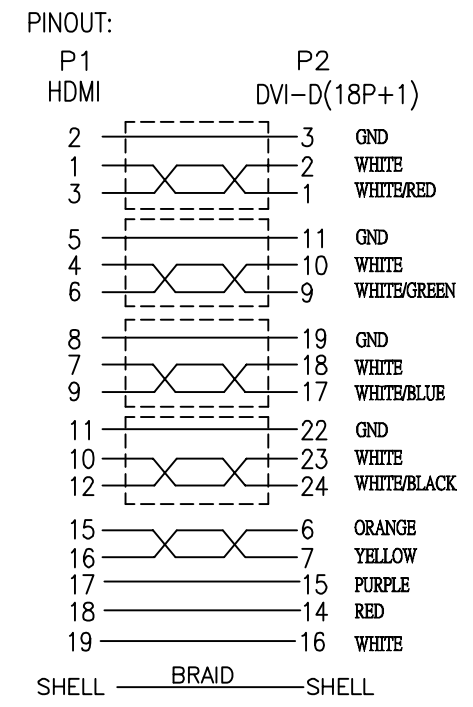 PINOUT:
P1 P2
HDMI DVI-D(18P+1)
2 3 GND
1 2 WHITE
3 1 WHITE/RED
5 11 GND
4 10 WHITE
6 9 WHITE/GREEN
8 19 GND
7 18 WHITE
9 17 WHITE/BLUE
11 22 GND
10 23 WHITE
12 24 WHITE/BLACK
15 6 ORANGE
16 7 YELLOW
17 15 PURPLE
18 14 RED
19 16 WHITE
SHELL BRAID SHELL